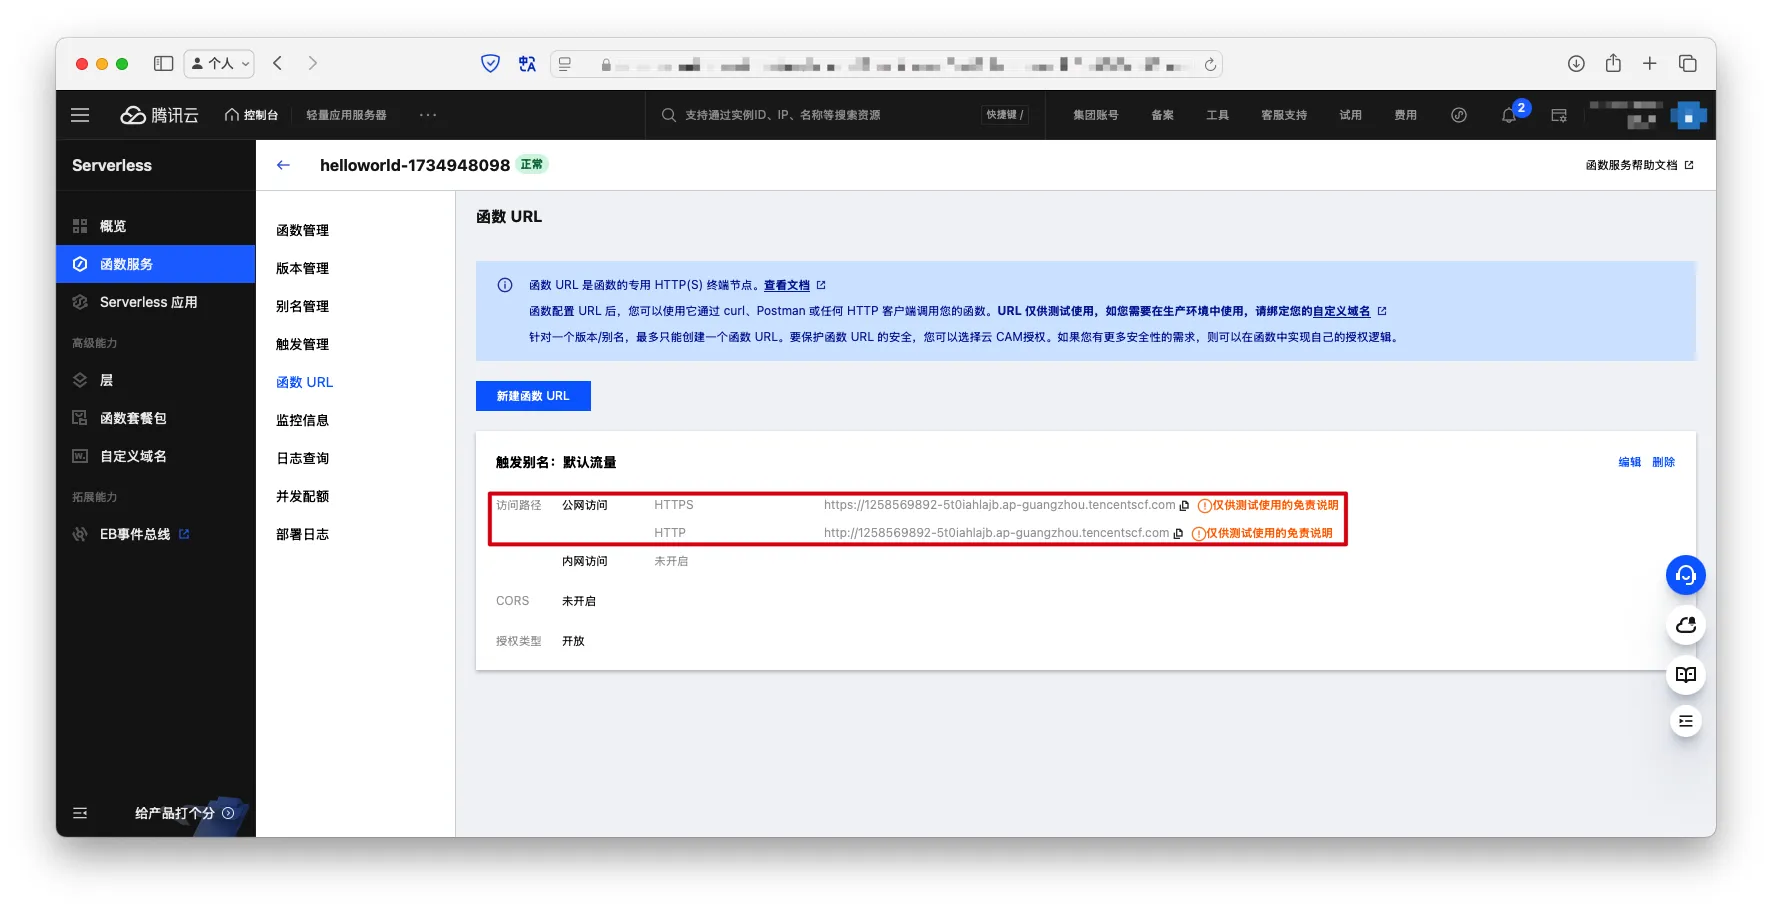 个人
腾讯云
控制台
轻量应用服务器
···
支持通过实例ID、IP、名称等搜索资源
快捷键 /
集团账号
备案
工具
客服支持
试用
费用
2
Serverless
helloworld-1734948098
正常
函数服务帮助文档
概览
函数服务
Serverless 应用
高级能力
层
函数套餐包
自定义域名
拓展能力
EB事件总线
给产品打个分
函数管理
版本管理
别名管理
触发管理
函数 URL
监控信息
日志查询
并发配额
部署日志
函数 URL
函数 URL 是函数的专用 HTTP(S) 终端节点。查看文档
函数配置 URL 后，您可以使用它通过 curl、Postman 或任何 HTTP 客户端调用您的函数。URL 仅供测试使用，如您需要在生产环境中使用，请绑定您的自定义域名
针对一个版本/别名，最多只能创建一个函数 URL。要保护函数 URL 的安全，您可以选择云 CAM授权。如果您有更多安全性的需求，则可以在函数中实现自己的授权逻辑。
新建函数 URL
触发别名：默认流量
编辑 删除
访问路径 公网访问 HTTPS https://1258569892-5t0iahlajb.ap-guangzhou.tencentscf.com 仅供测试使用的免责说明
HTTP http://1258569892-5t0iahlajb.ap-guangzhou.tencentscf.com 仅供测试使用的免责说明
内网访问 未开启
CORS 未开启
授权类型 开放